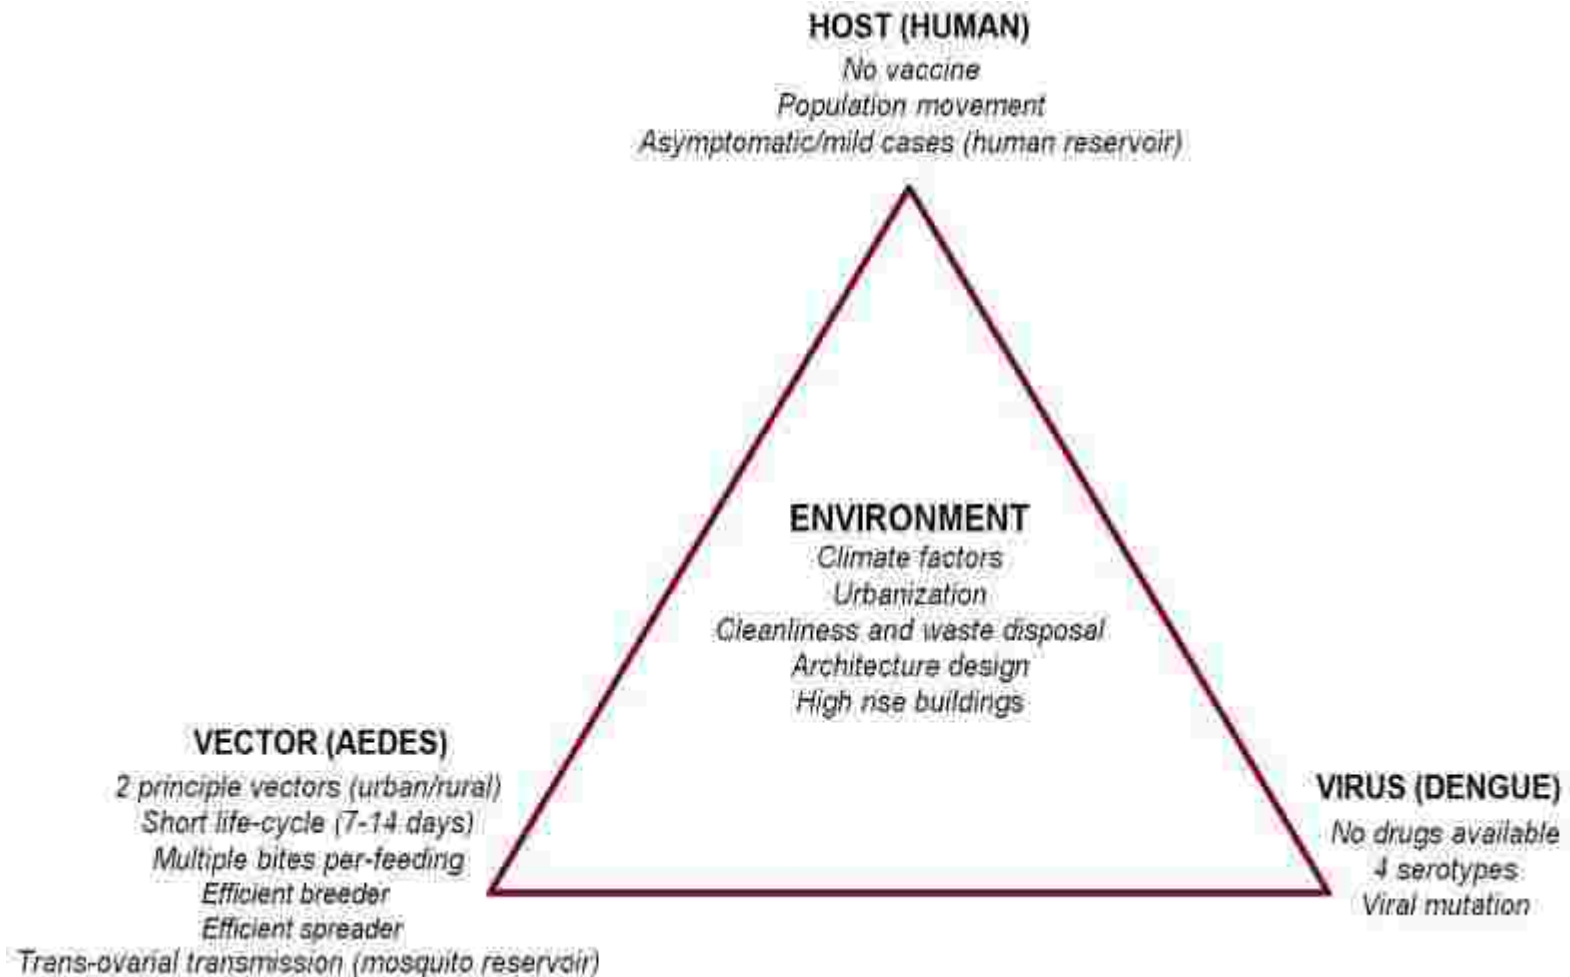 HOST (HUMAN)
No vaccine
Population movement
Asymptomatic/mild cases (human reservoir)
ENVIRONMENT
Climate factors
Urbanization
Cleanliness and waste disposal
Architecture design
High rise buildings
VECTOR (AEDES)
2 principle vectors (urban/rural)
Short life-cycle (7-14 days)
Multiple bites per-feeding
Efficient breeder
Efficient spreader
Trans-ovarial transmission (mosquito reservoir)
VIRUS (DENGUE)
No drugs available
4 serotypes
Viral mutation